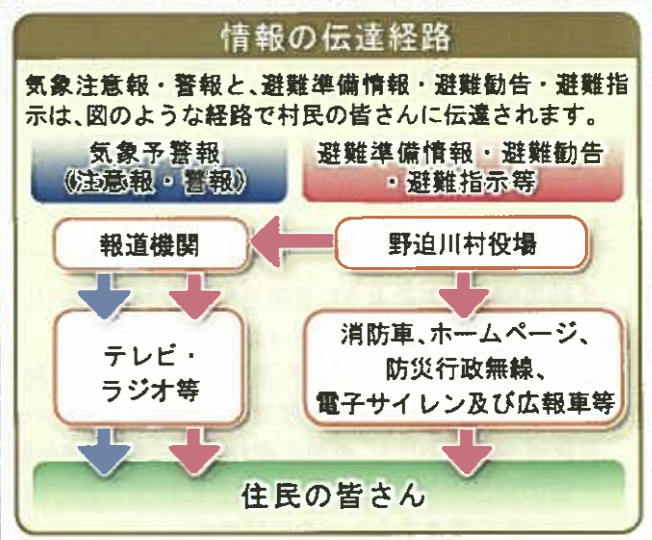 情報の伝達経路
気象注意報・警報と、避難準備情報・避難勧告・避難指
示は、図のような経路で村民の皆さんに伝達されます。
気象予警報
(注意報・警報)
避難準備情報・避難勧告
・避難指示等
報道機関
野迫川村役場
テレビ・
ラジオ等
消防車、ホームページ、
防災行政無線、
電子サイレン及び広報車等
住民の皆さん